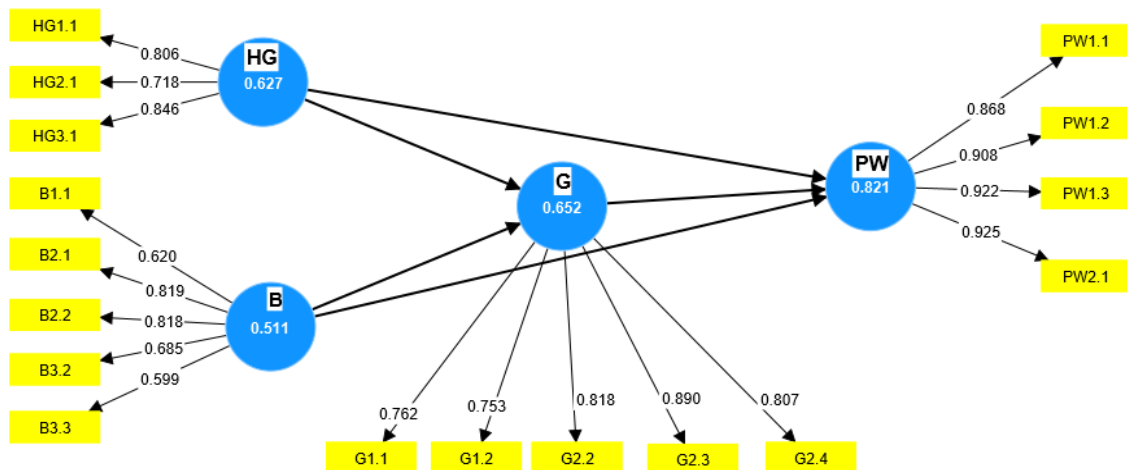 HG1.1
HG2.1
HG3.1
0.806
0.718
0.846
HG
0.627
B1.1
B2.1
B2.2
B3.2
B3.3
0.620
0.819
0.818
0.685
0.599
B
0.511
G
0.652
0.762
0.753
0.818
0.890
0.807
G1.1
G1.2
G2.2
G2.3
G2.4
PW
0.821
0.868
0.908
0.922
0.925
PW1.1
PW1.2
PW1.3
PW2.1